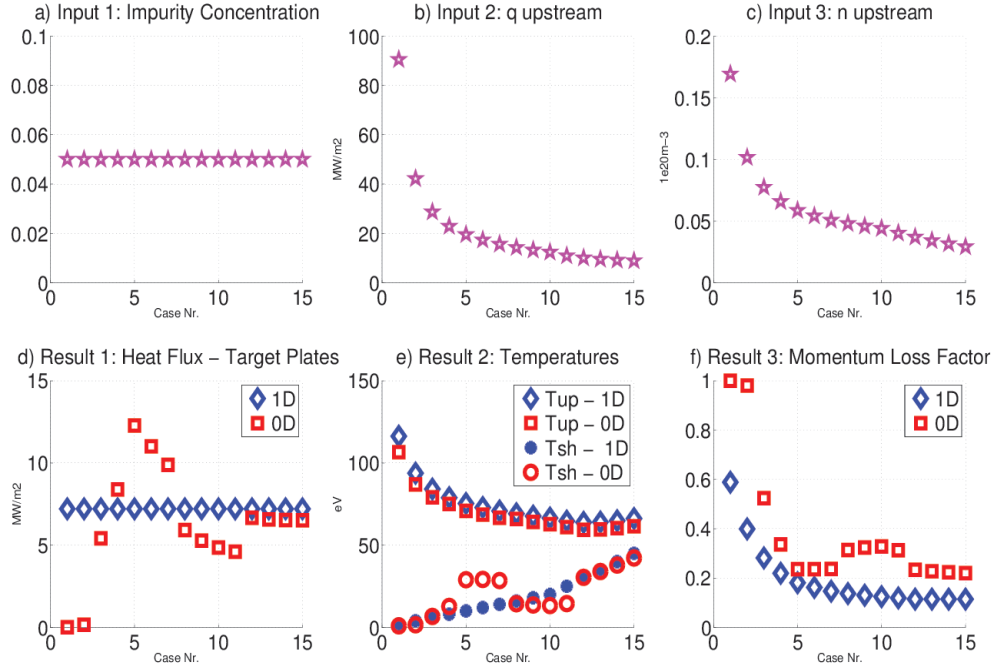 a) Input 1: Impurity Concentration
0.1
0.08
0.06
0.04
0.02
0
0 5 10 15
Case Nr.
b) Input 2: q upstream
MW/m2
100
80
60
40
20
0
0 5 10 15
Case Nr.
c) Input 3: n upstream
1e20m−3
0.2
0.15
0.1
0.05
0
0 5 10 15
Case Nr.
d) Result 1: Heat Flux − Target Plates
MW/m2
15
10
5
0
0 5 10 15
Case Nr.
1D
0D
e) Result 2: Temperatures
eV
150
100
50
0
0 5 10 15
Case Nr.
Tup − 1D
Tup − 0D
Tsh − 1D
Tsh − 0D
f) Result 3: Momentum Loss Factor
1
0.8
0.6
0.4
0.2
0
0 5 10 15
Case Nr.
1D
0D